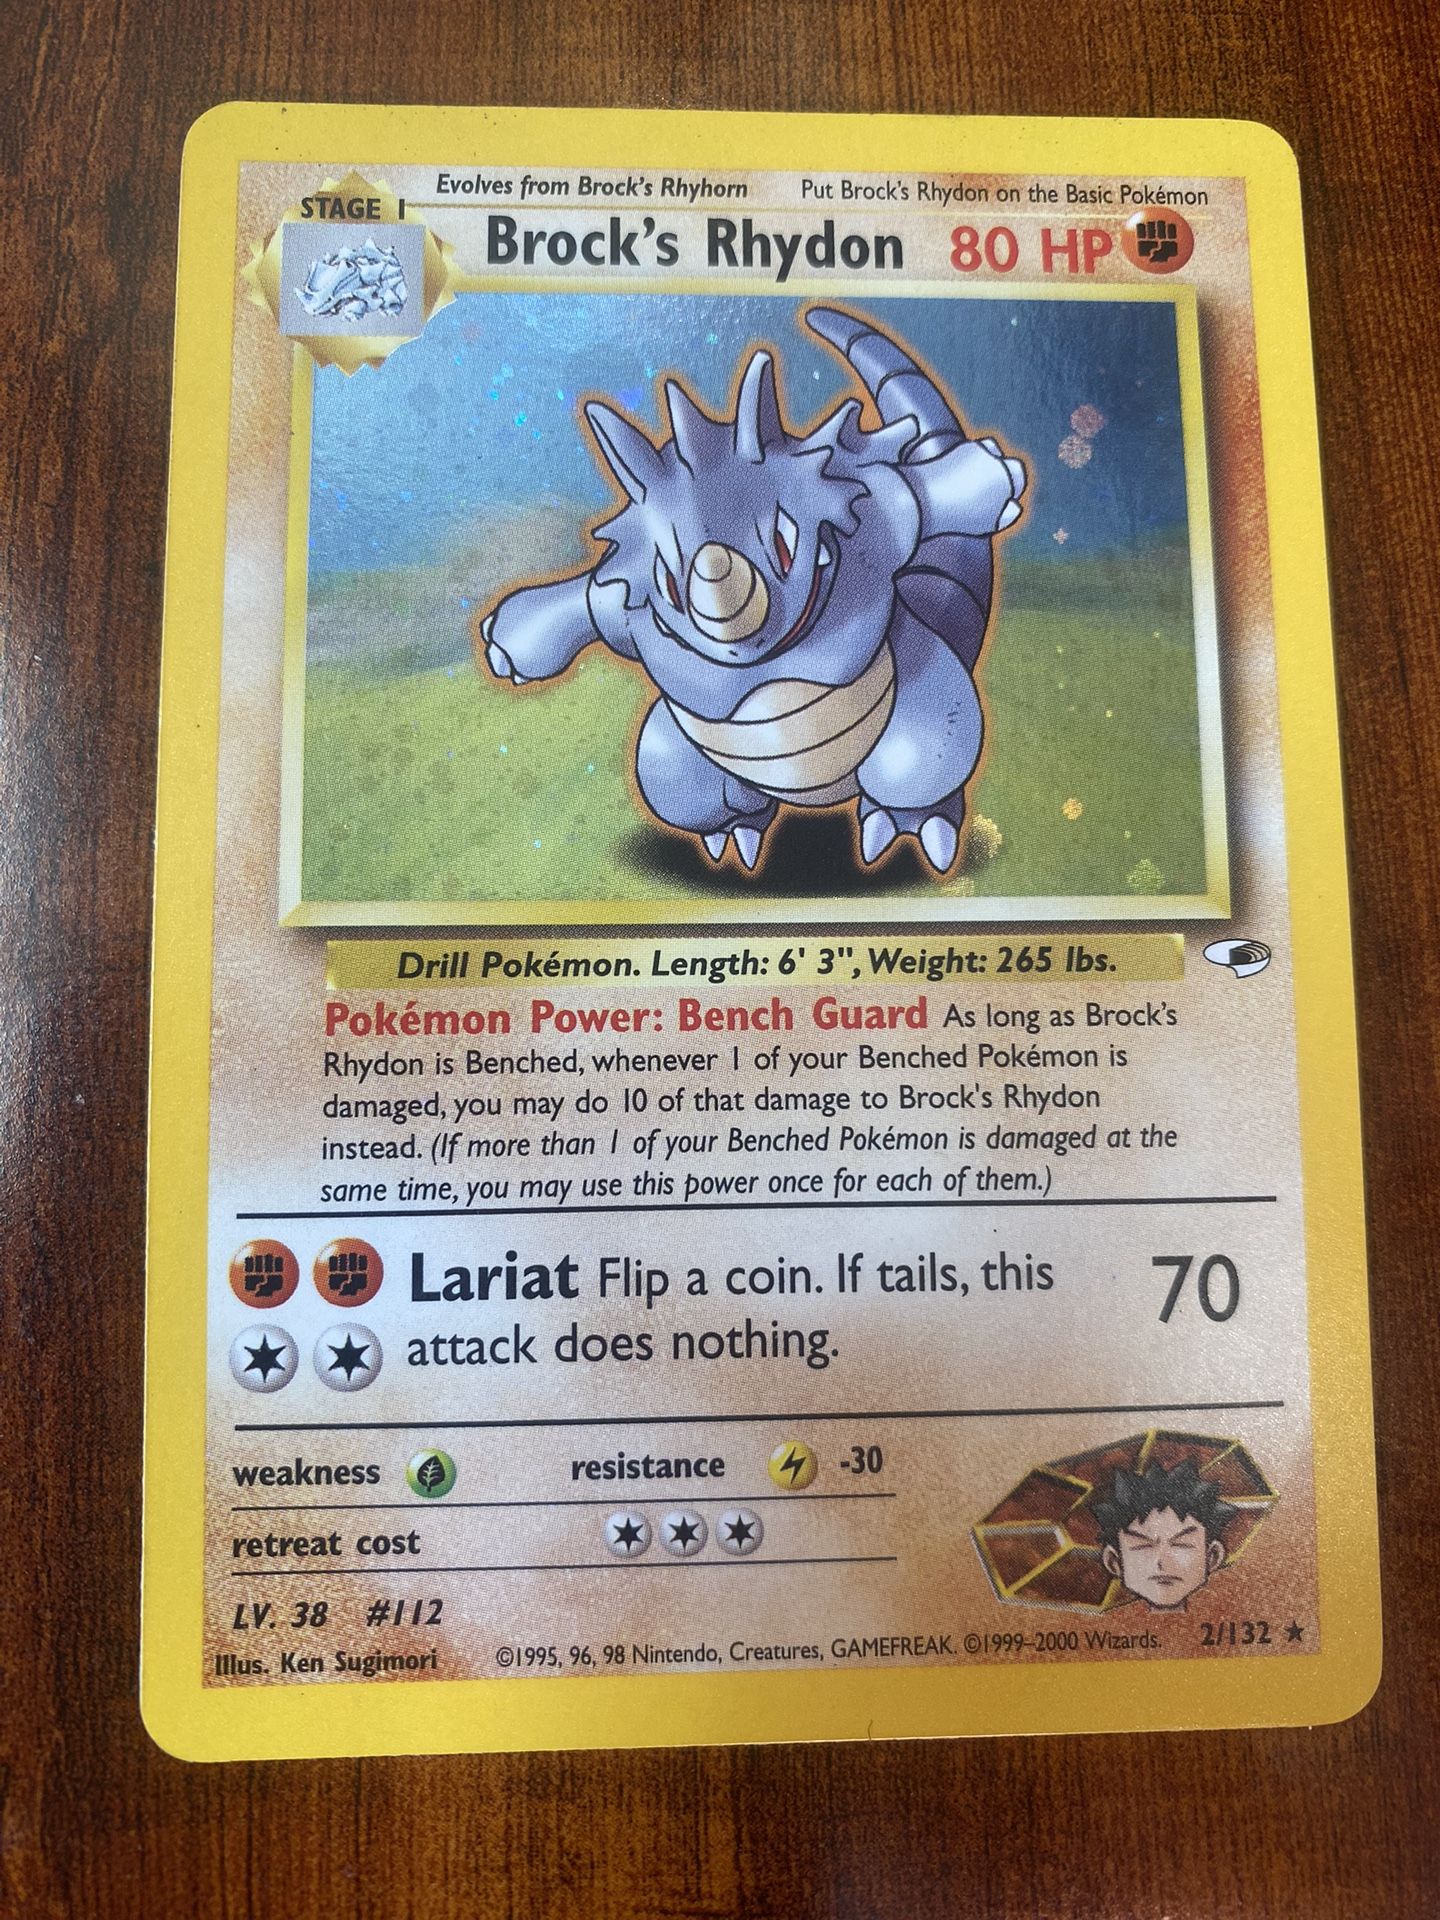 Evolves from Brock's Rhyhorn Put Brock's Rhydon on the Basic Pokémon
STAGE 1
Brock's Rhydon 80 HP
Drill Pokémon. Length: 6' 3", Weight: 265 lbs.
Pokémon Power: Bench Guard As long as Brock's
Rhydon is Benched, whenever 1 of your Benched Pokémon is
damaged, you may do 10 of that damage to Brock's Rhydon
instead. (If more than 1 of your Benched Pokémon is damaged at the
same time, you may use this power once for each of them.)
Lariat Flip a coin. If tails, this 70
attack does nothing.
weakness resistance -30
retreat cost
LV. 38 #112
Illus. Ken Sugimori ©1995, 96, 98 Nintendo, Creatures, GAMEFREAK. ©1999–2000 Wizards. 2/132 ★